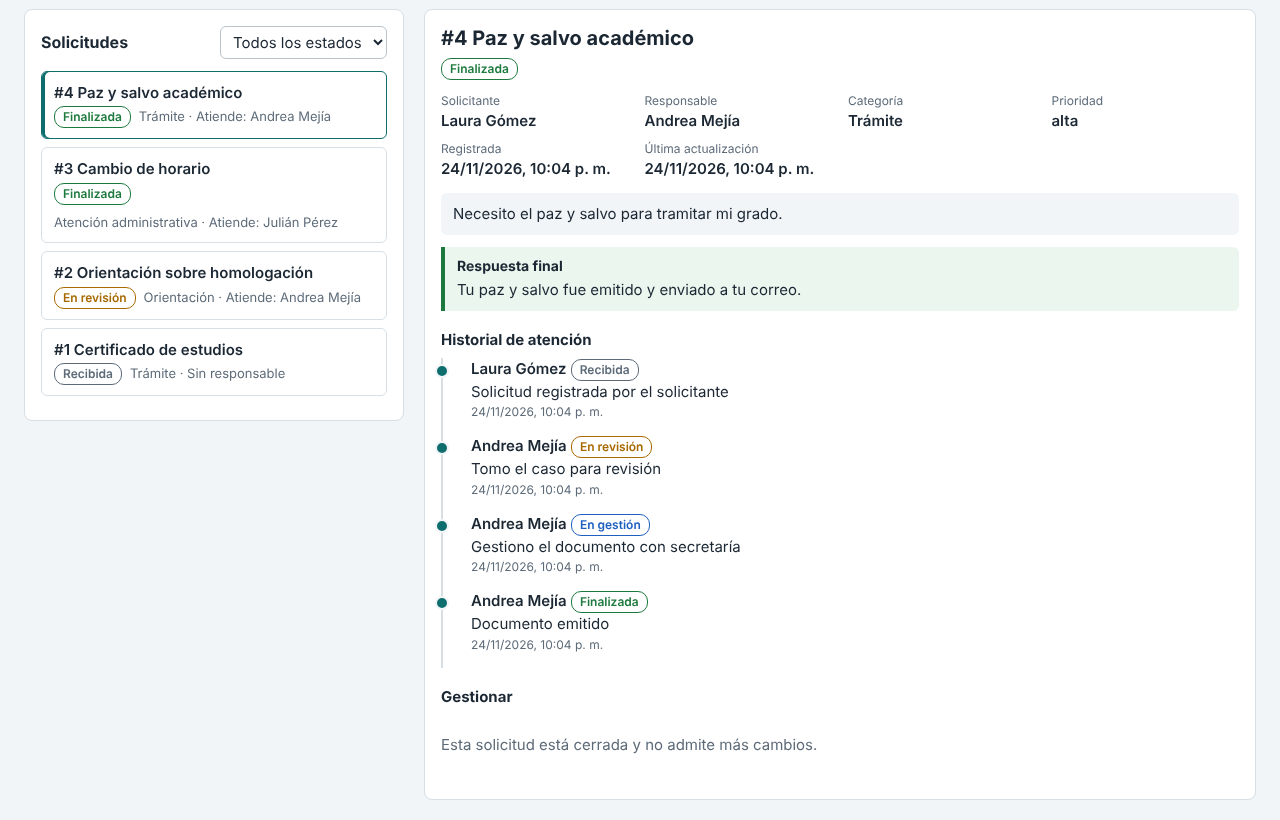 Solicitudes
Todos los estados
#4 Paz y salvo académico
Finalizada
Trámite · Atiende: Andrea Mejía
#3 Cambio de horario
Finalizada
Atención administrativa · Atiende: Julián Pérez
#2 Orientación sobre homologación
En revisión
Orientación · Atiende: Andrea Mejía
#1 Certificado de estudios
Recibida
Trámite · Sin responsable
#4 Paz y salvo académico
Finalizada
Solicitante
Laura Gómez
Responsable
Andrea Mejía
Categoría
Trámite
Prioridad
alta
Registrada
24/11/2026, 10:04 p. m.
Última actualización
24/11/2026, 10:04 p. m.
Necesito el paz y salvo para tramitar mi grado.
Respuesta final
Tu paz y salvo fue emitido y enviado a tu correo.
Historial de atención
Laura Gómez Recibida
Solicitud registrada por el solicitante
24/11/2026, 10:04 p. m.
Andrea Mejía En revisión
Tomo el caso para revisión
24/11/2026, 10:04 p. m.
Andrea Mejía En gestión
Gestiono el documento con secretaría
24/11/2026, 10:04 p. m.
Andrea Mejía Finalizada
Documento emitido
24/11/2026, 10:04 p. m.
Gestionar
Esta solicitud está cerrada y no admite más cambios.